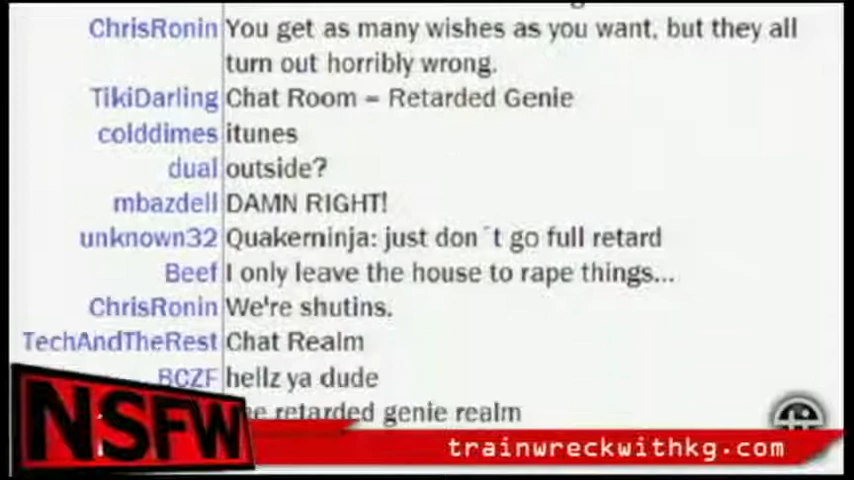 ChrisRonin You get as many wishes as you want, but they all
turn out horribly wrong.
TikiDarling Chat Room = Retarded Genie
colddimes itunes
dual outside?
mbazdell DAMN RIGHT!
unknown32 Quakerninja: just don´t go full retard
Beef I only leave the house to rape things...
ChrisRonin We're shutins.
TechAndTheRest Chat Realm
BCZF hellz ya dude
retarded genie realm
NSFW
trainwreckwithkg.com